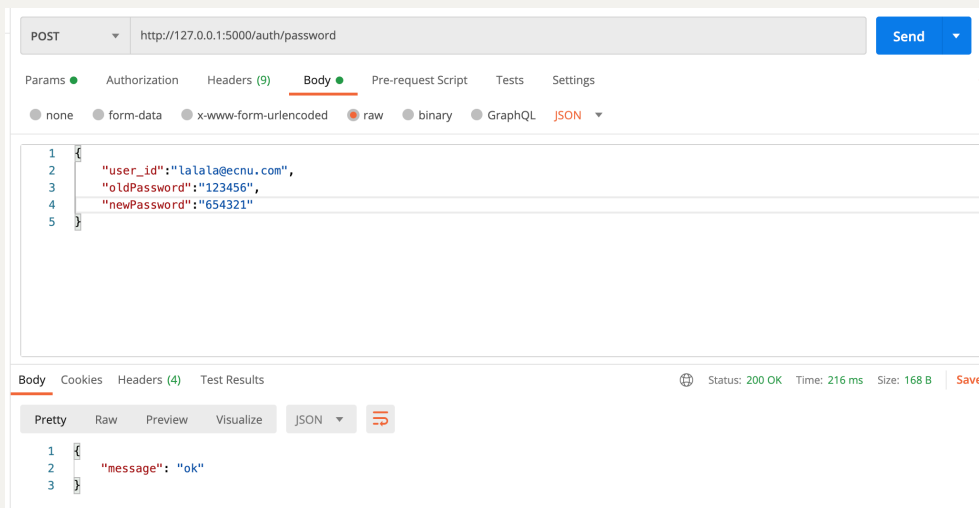 POST http://127.0.0.1:5000/auth/password Send
Params Authorization Headers (9) Body Pre-request Script Tests Settings
none form-data x-www-form-urlencoded raw binary GraphQL JSON
1 {
2 "user_id":"lalala@ecnu.com",
3 "oldPassword":"123456",
4 "newPassword":"654321"
5 }
Body Cookies Headers (4) Test Results Status: 200 OK Time: 216 ms Size: 168 B Save
Pretty Raw Preview Visualize JSON
1 {
2 "message": "ok"
3 }